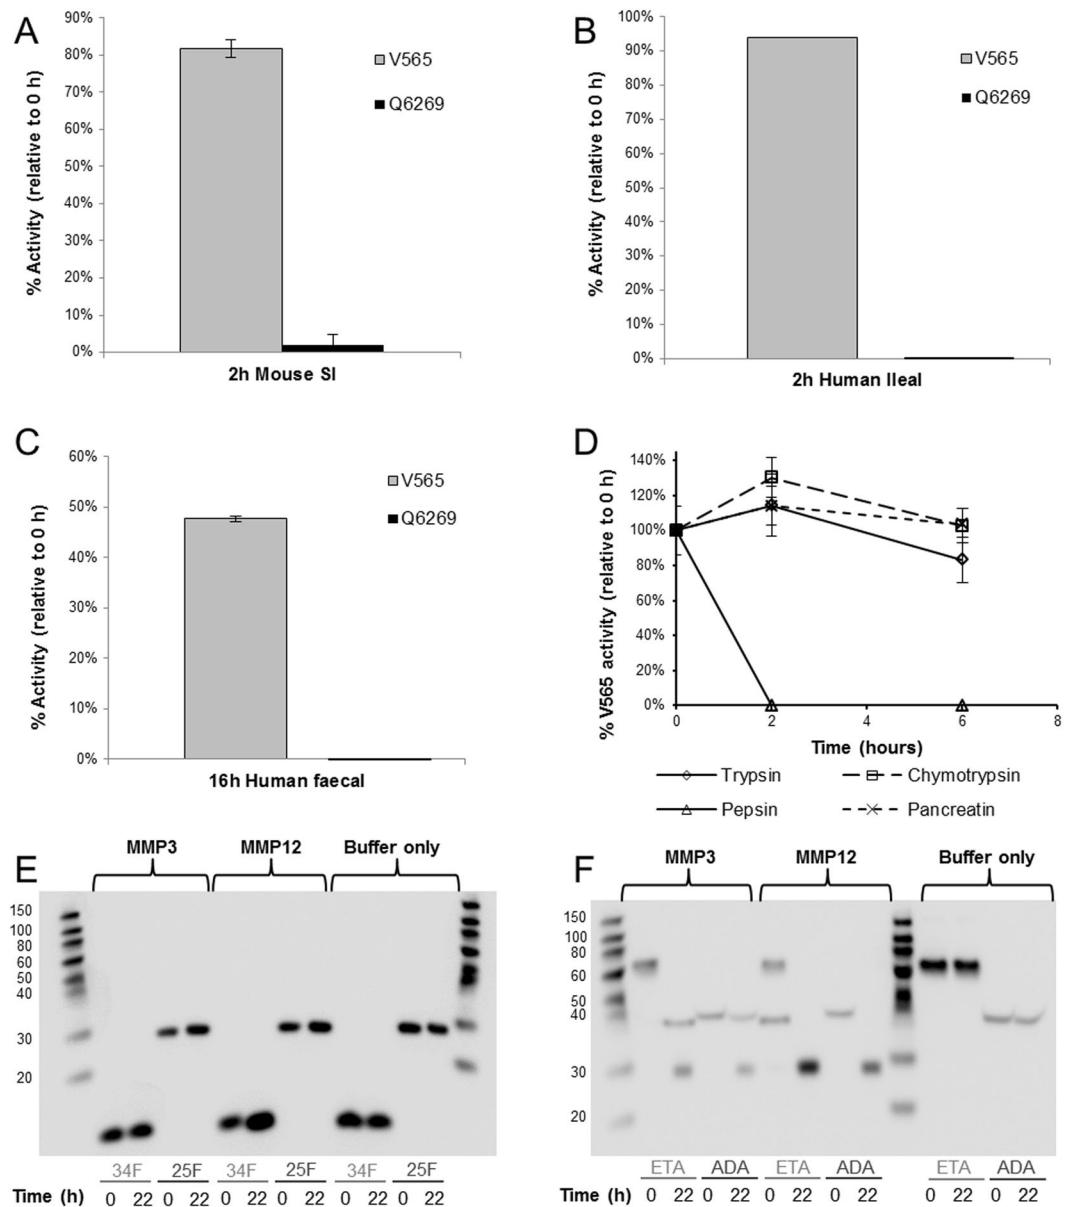 A
90%
80%
70%
60%
50%
40%
30%
20%
10%
0%
% Activity (relative to 0 h)
V565
Q6269
2h Mouse SI
B
100%
90%
80%
70%
60%
50%
40%
30%
20%
10%
0%
% Activity (relative to 0 h)
V565
Q6269
2h Human Ileal
C
60%
50%
40%
30%
20%
10%
0%
% Activity (relative to 0 h)
V565
Q6269
16h Human faecal
D
140%
120%
100%
80%
60%
40%
20%
0%
% V565 activity (relative to 0 h)
0 2 4 6 8
Time (hours)
Trypsin Chymotrypsin
Pepsin Pancreatin
E
MMP3 MMP12 Buffer only
150
100
80
60
50
40
30
20
34F 25F 34F 25F 34F 25F
Time (h) 0 22 0 22 0 22 0 22 0 22 0 22
F
MMP3 MMP12 Buffer only
150
100
80
60
50
40
30
20
ETA ADA ETA ADA ETA ADA
Time (h) 0 22 0 22 0 22 0 22 0 22 0 22